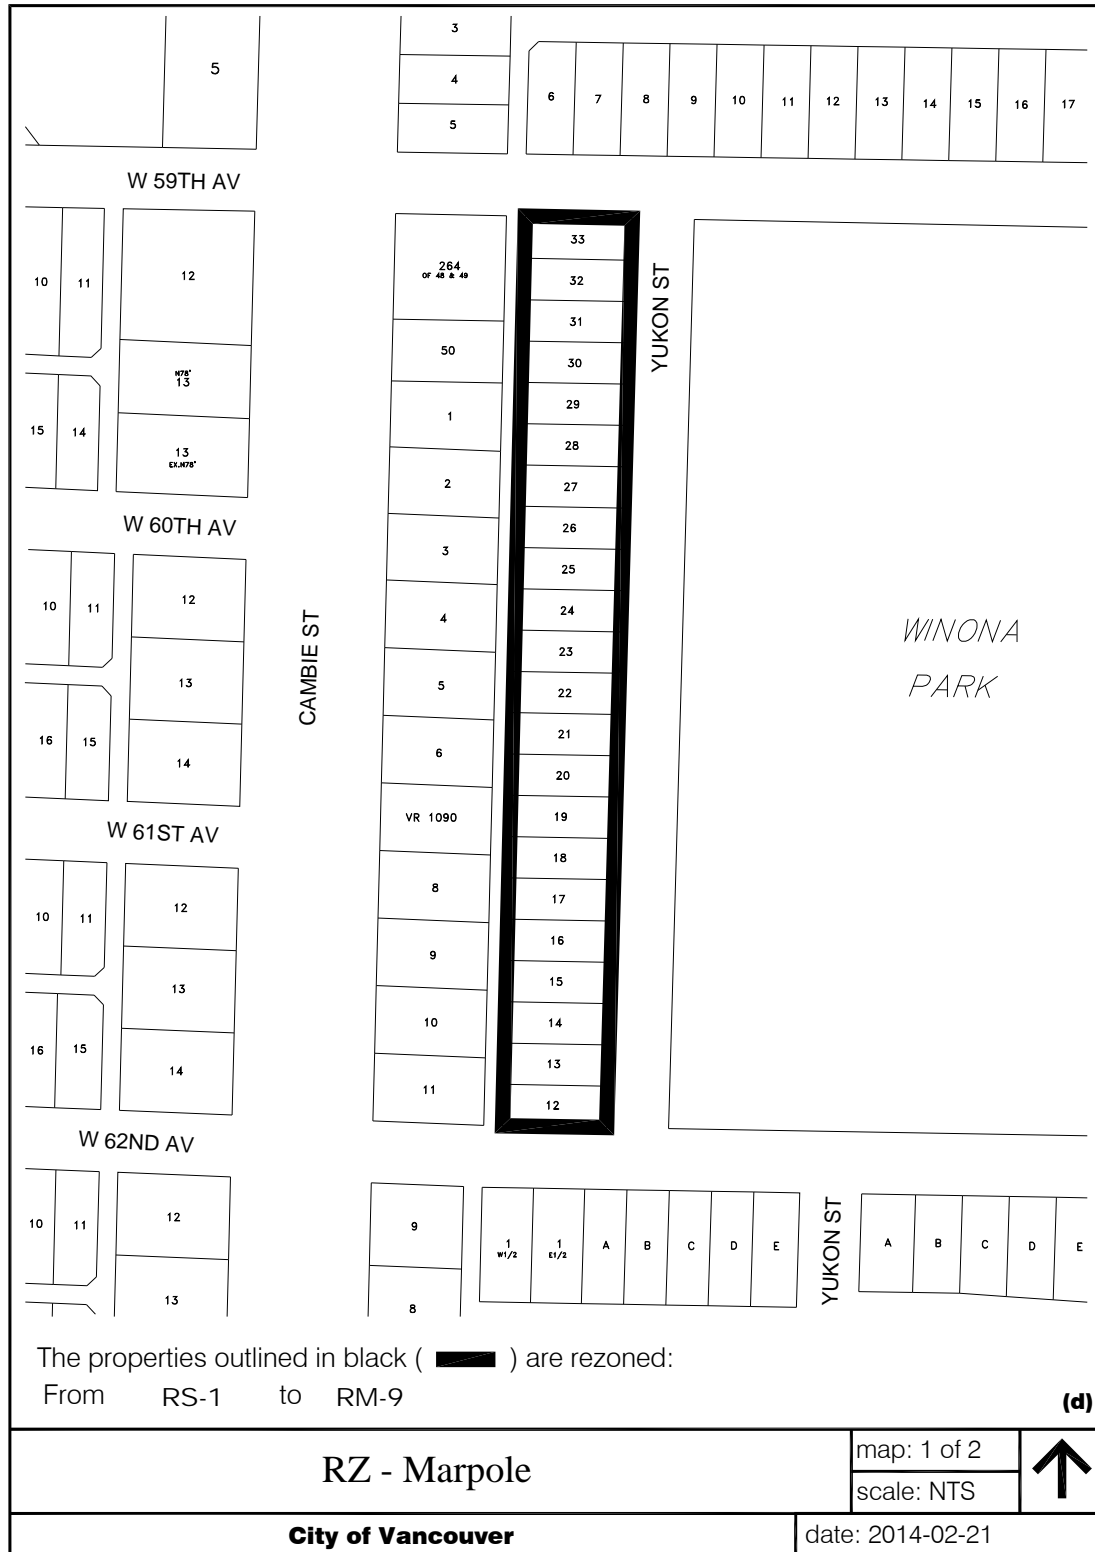 3
5
4
5
6 7 8 9 10 11 12 13 14 15 16 17
W 59TH AV
10 11
12
N78'
13
13
EX.N78'
15 14
264
OF 48 & 49
50
1
2
3
4
5
6
VR 1090
8
9
10
11
33
32
31
30
29
28
27
26
25
24
23
22
21
20
19
18
17
16
15
14
13
12
YUKON ST
WINONA
PARK
CAMBIE ST
W 60TH AV
10 11
12
13
14
16 15
W 61ST AV
10 11
12
13
14
16 15
W 62ND AV
10 11
12
13
9
8
1
W1/2
1
E1/2
A B C D E
YUKON ST
A B C D E
The properties outlined in black ( ) are rezoned:
From RS-1 to RM-9
(d)
RZ - Marpole
map: 1 of 2
scale: NTS
City of Vancouver
date: 2014-02-21